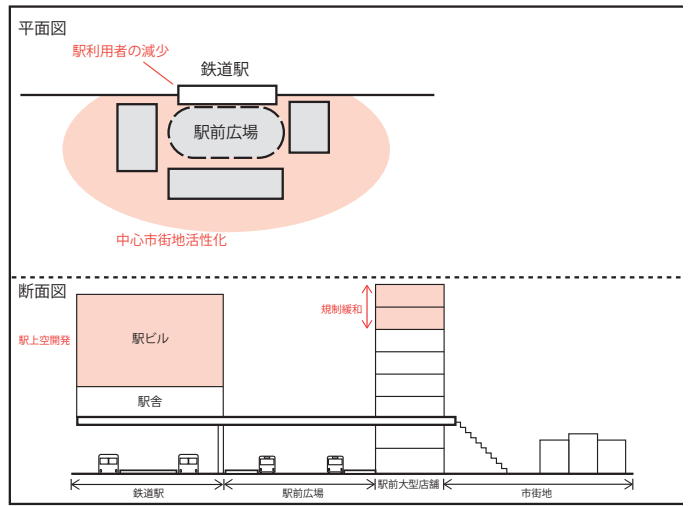 平面図
駅利用者の減少
鉄道駅
駅前広場
中心市街地活性化
断面図
規制緩和
駅上空開発
駅ビル
駅舎
鉄道駅
駅前広場
駅前大型店舗
市街地